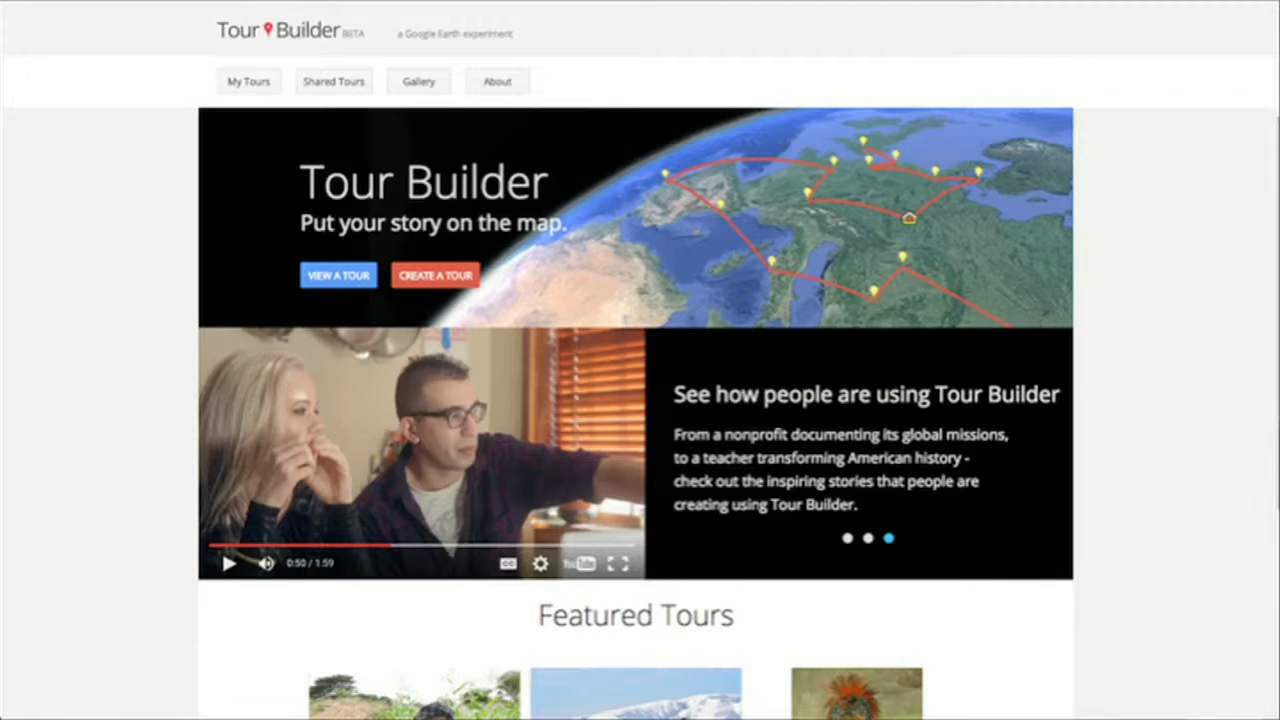 Tour Builder BETA
a Google Earth experiment
My Tours
Shared Tours
Gallery
About
Tour Builder
Put your story on the map.
VIEW A TOUR
CREATE A TOUR
See how people are using Tour Builder
From a nonprofit documenting its global missions,
to a teacher transforming American history -
check out the inspiring stories that people are
creating using Tour Builder.
0:50 / 1:59
CC
YouTube
Featured Tours